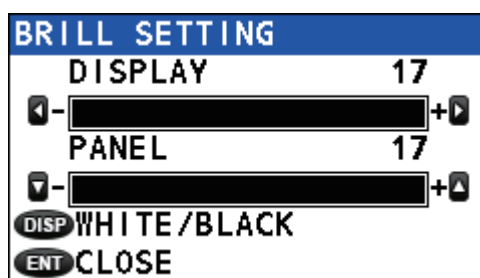 BRILL SETTING
DISPLAY 17
- +
PANEL 17
- +
DISP WHITE/BLACK
ENT CLOSE